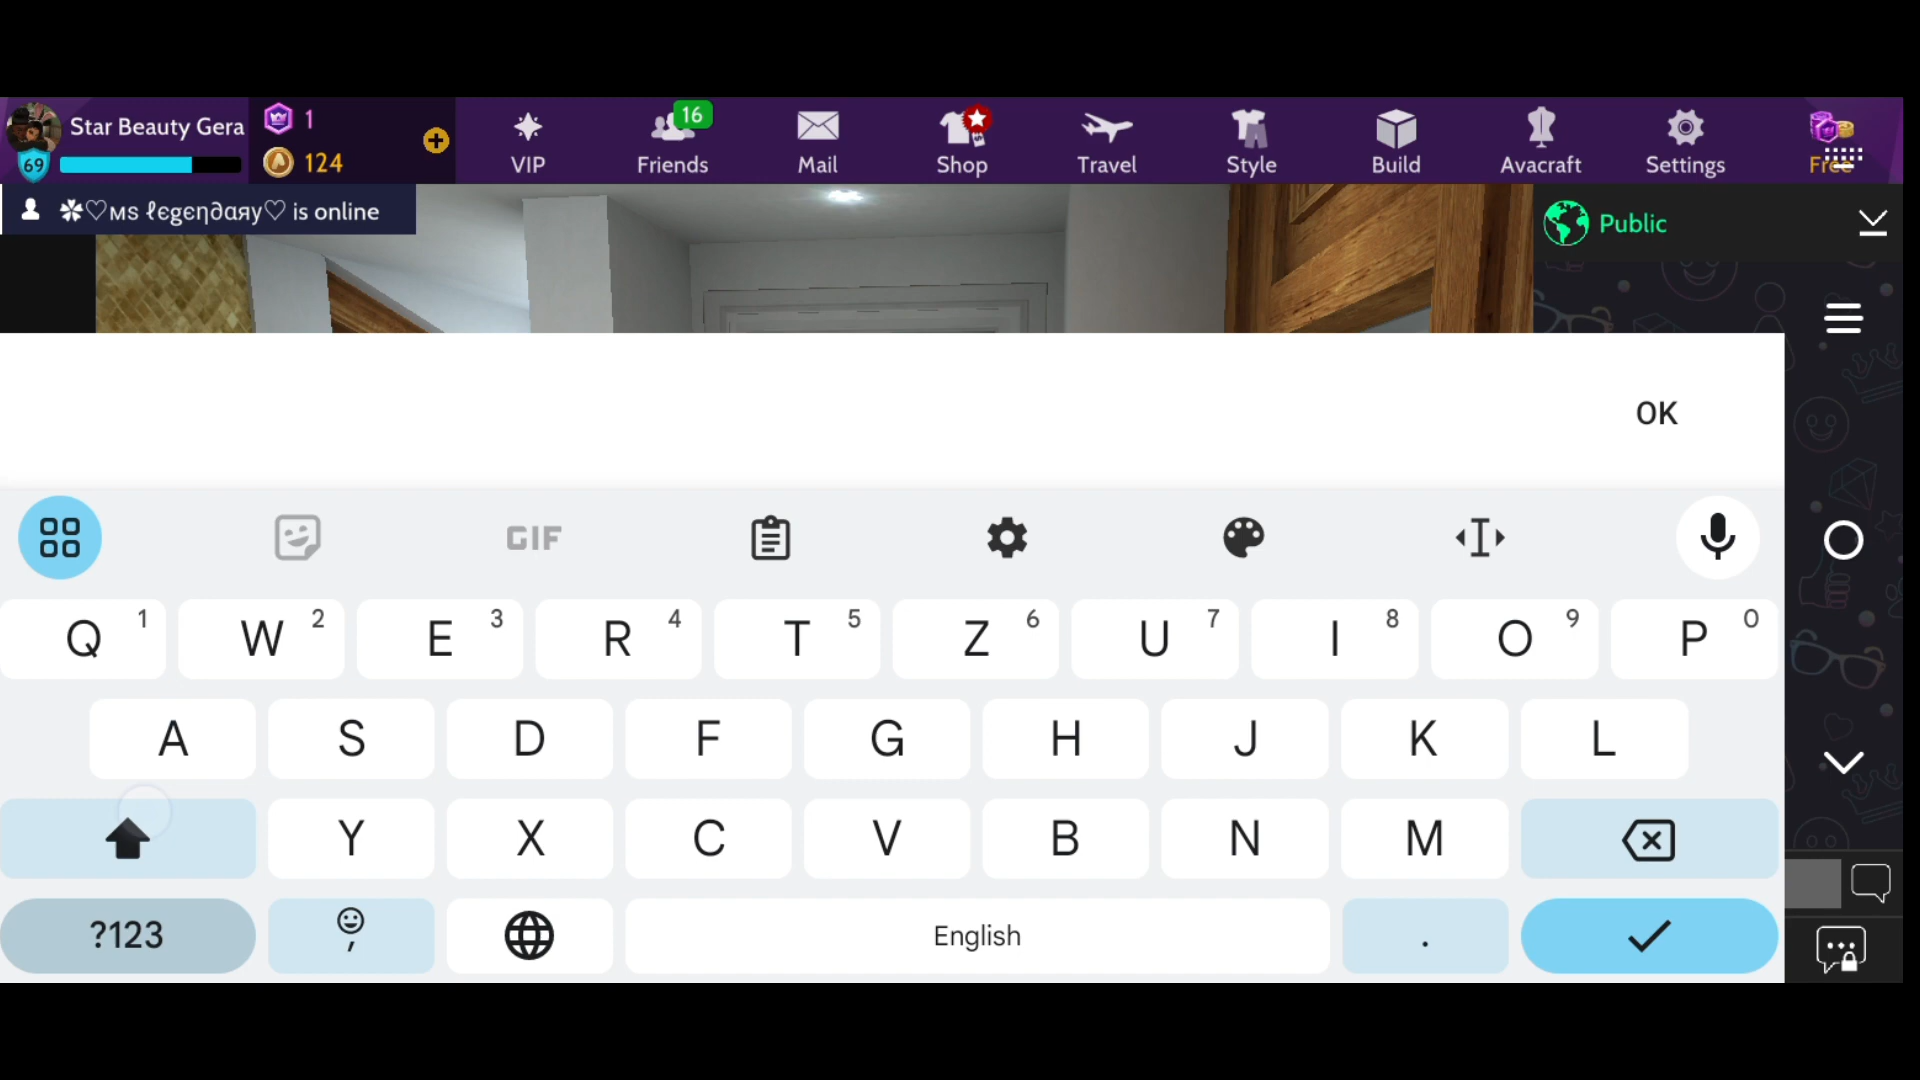 Star Beauty Gera
69
1
124
VIP
16
Friends
Mail
Shop
Travel
Style
Build
Avacraft
Settings
Free
✽♡мѕ ℓєgєη∂αяу♡ is online
Public
OK
GIF
Q 1 W 2 E 3 R 4 T 5 Z 6 U 7 I 8 O 9 P 0
A S D F G H J K L
Y X C V B N M
?123 , English .